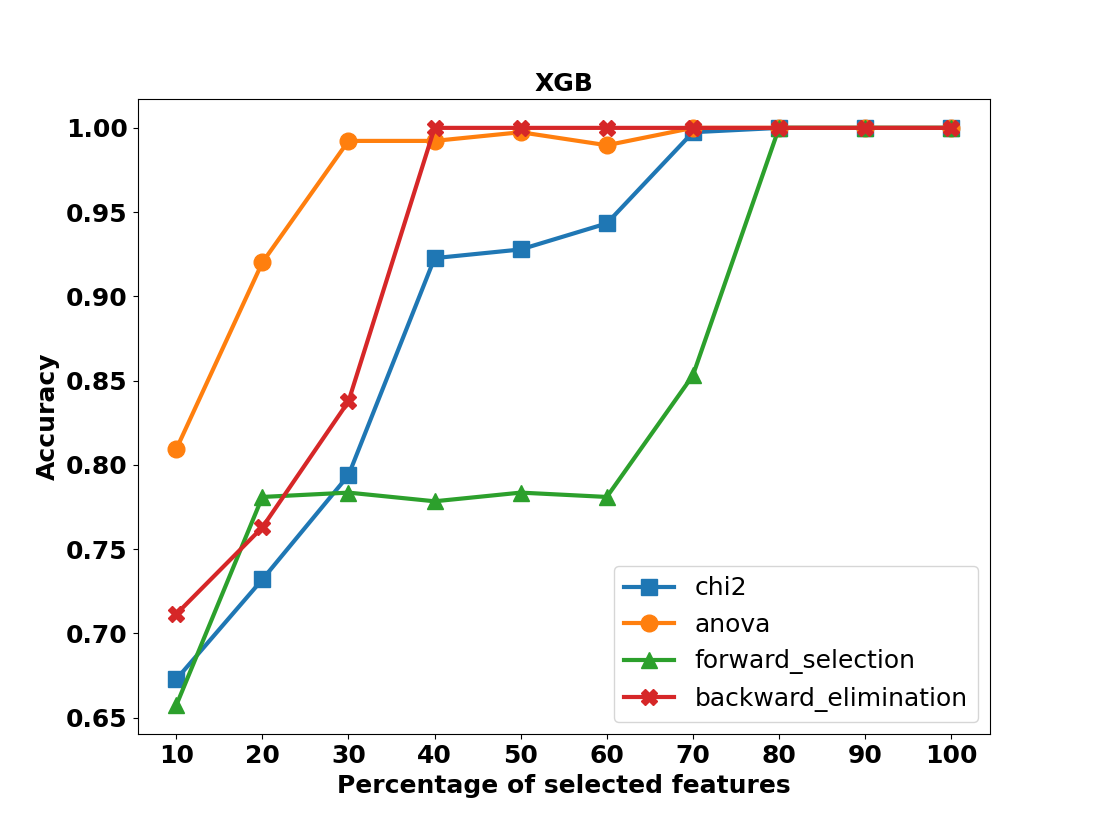 XGB
1.00
0.95
0.90
0.85
0.80
0.75
0.70
0.65
Accuracy
chi2
anova
forward_selection
backward_elimination
10 20 30 40 50 60 70 80 90 100
Percentage of selected features